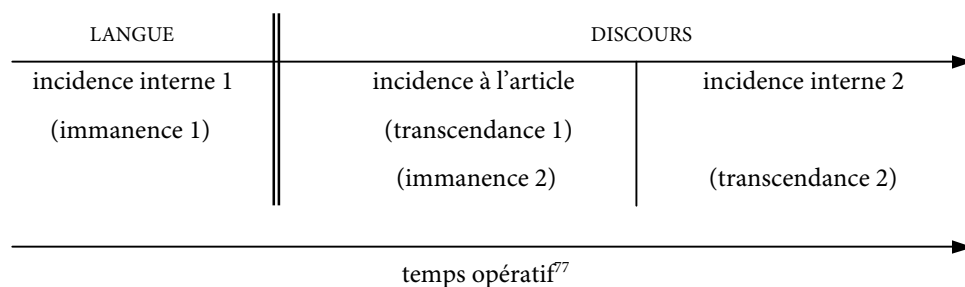 LANGUE DISCOURS
incidence interne 1 incidence à l'article incidence interne 2
(immanence 1) (transcendance 1)
(immanence 2) (transcendance 2)
temps opératif77